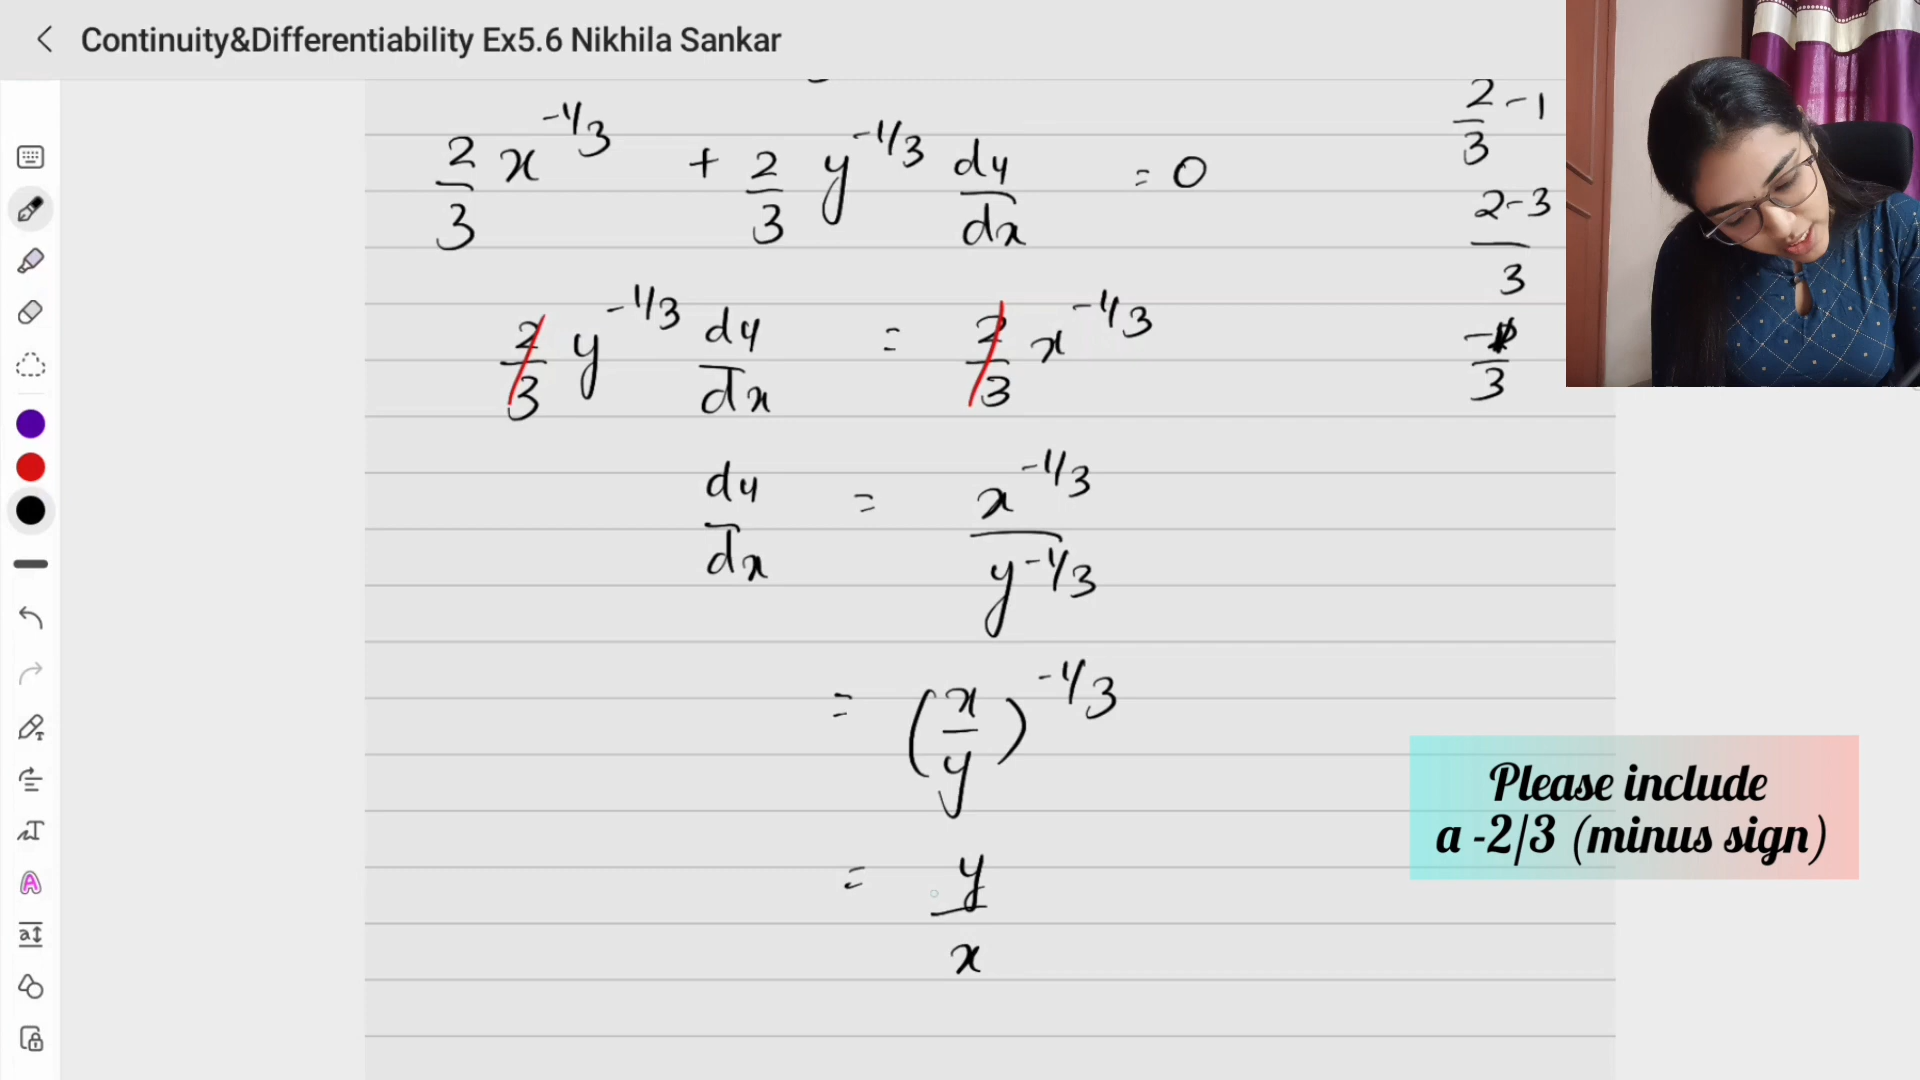 Continuity&Differentiability Ex5.6 Nikhila Sankar
2/3 x^{-1/3} + 2/3 y^{-1/3} dy/dx = 0
2/3 y^{-1/3} dy/dx = 2/3 x^{-1/3}
dy/dx = x^{-1/3} / y^{-1/3}
= (x/y)^{-1/3}
= y/x
2/3 - 1
2-3/3
-1/3
Please include
a -2/3 (minus sign)